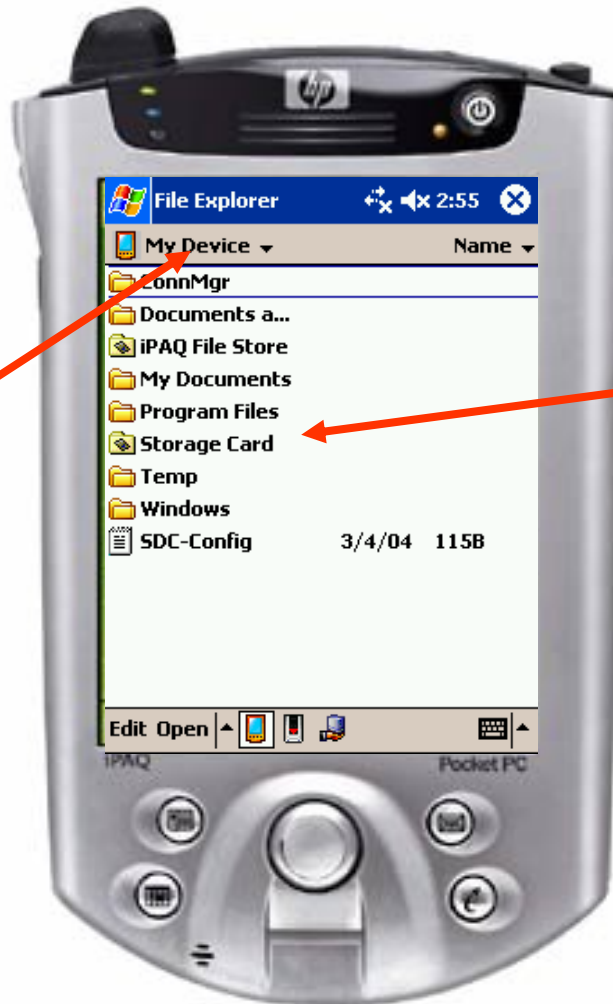 hp
File Explorer 2:55
My Device Name
ConnMgr
Documents a...
iPAQ File Store
My Documents
Program Files
Storage Card
Temp
Windows
SDC-Config 3/4/04 115B
Edit Open
iPAQ Pocket PC